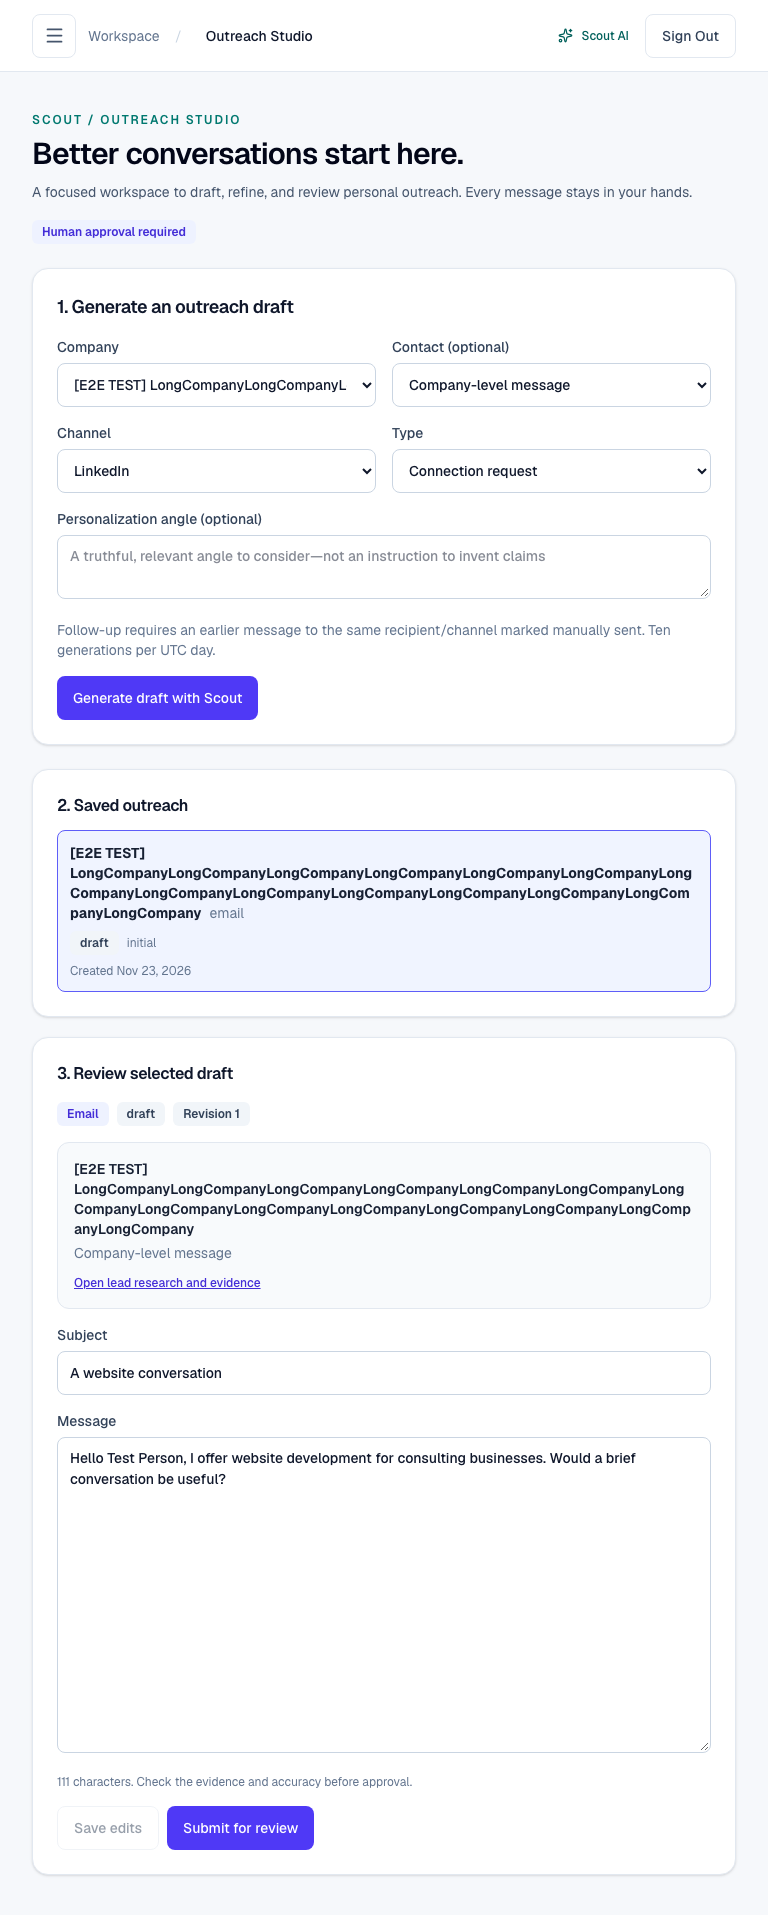 Workspace / Outreach Studio Scout AI Sign Out
SCOUT / OUTREACH STUDIO
Better conversations start here.
A focused workspace to draft, refine, and review personal outreach. Every message stays in your hands.
Human approval required
1. Generate an outreach draft
Company Contact (optional)
[E2E TEST] LongCompanyLongCompanyL Company-level message
Channel Type
LinkedIn Connection request
Personalization angle (optional)
A truthful, relevant angle to consider—not an instruction to invent claims
Follow-up requires an earlier message to the same recipient/channel marked manually sent. Ten
generations per UTC day.
Generate draft with Scout
2. Saved outreach
[E2E TEST]
LongCompanyLongCompanyLongCompanyLongCompanyLongCompanyLongCompanyLong
CompanyLongCompanyLongCompanyLongCompanyLongCompanyLongCompanyLongCom
panyLongCompany email
draft initial
Created Nov 23, 2026
3. Review selected draft
Email draft Revision 1
[E2E TEST]
LongCompanyLongCompanyLongCompanyLongCompanyLongCompanyLongCompanyLong
CompanyLongCompanyLongCompanyLongCompanyLongCompanyLongCompanyLongComp
anyLongCompany
Company-level message
Open lead research and evidence
Subject
A website conversation
Message
Hello Test Person, I offer website development for consulting businesses. Would a brief
conversation be useful?
111 characters. Check the evidence and accuracy before approval.
Save edits Submit for review